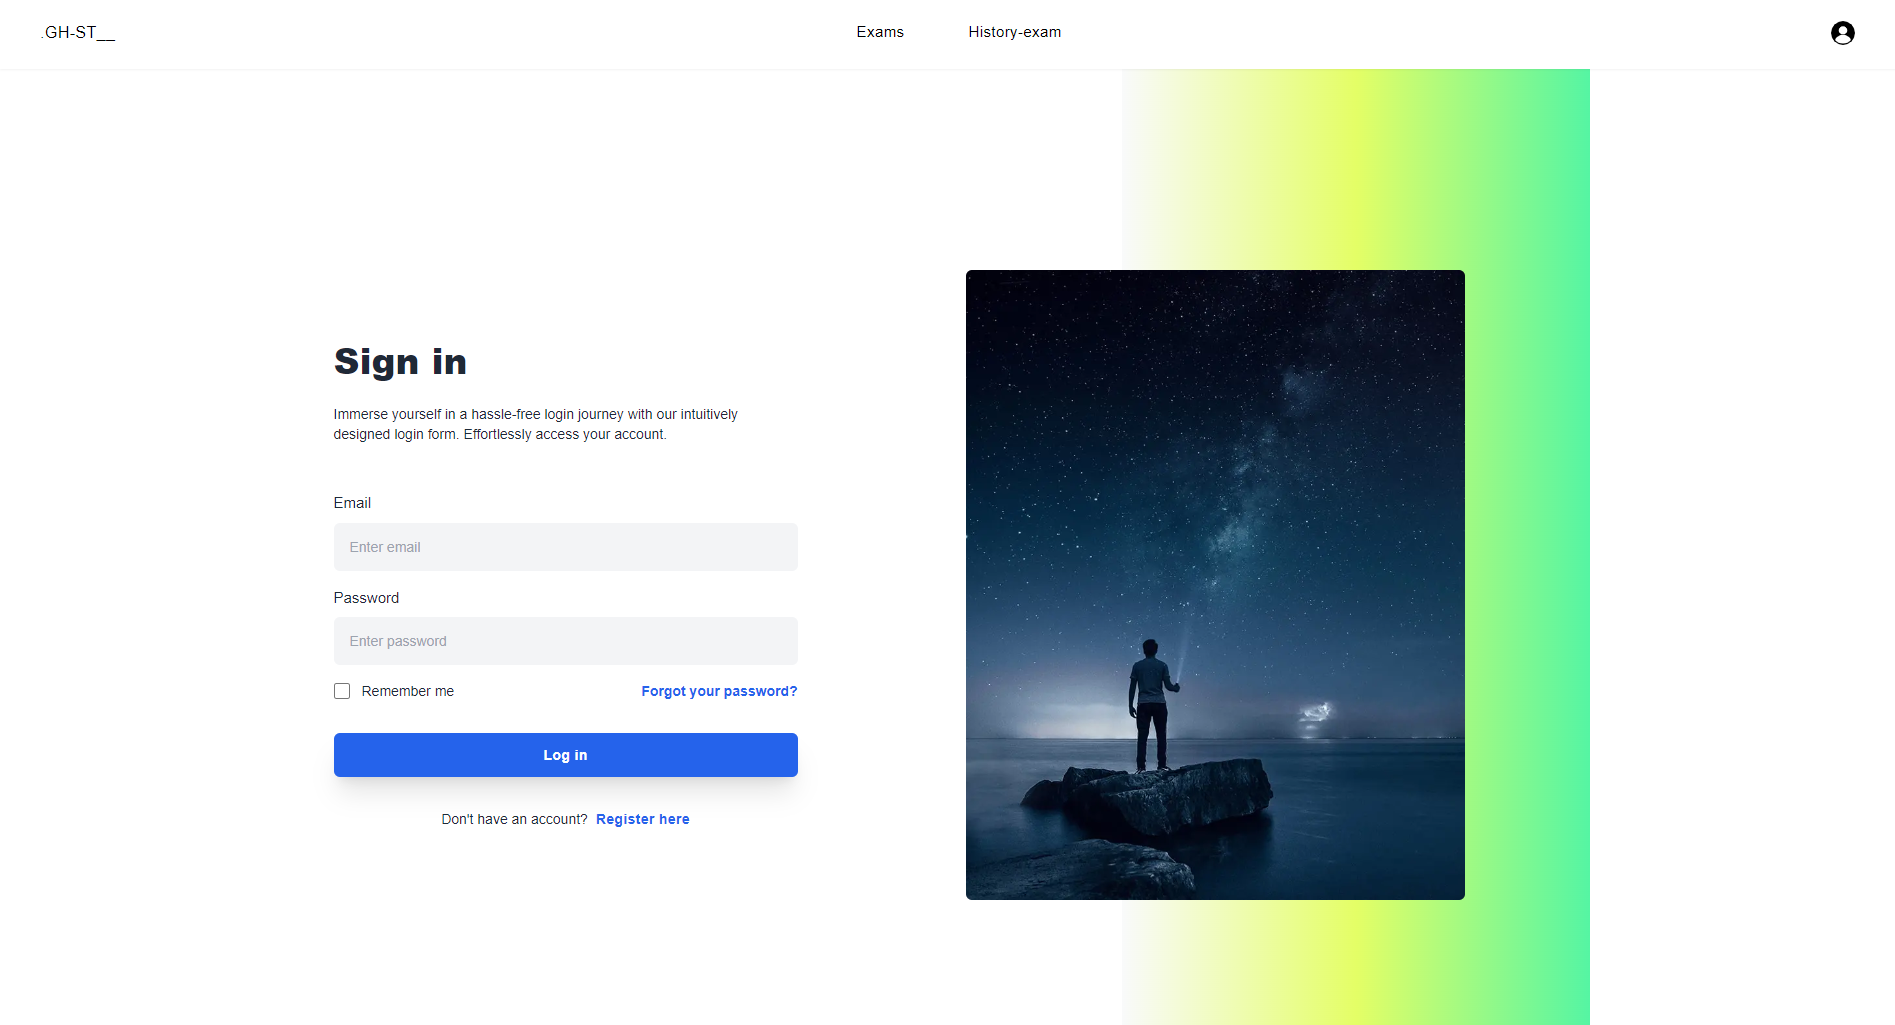 .GH-ST__
Exams
History-exam
Sign in
Immerse yourself in a hassle-free login journey with our intuitively
designed login form. Effortlessly access your account.
Email
Enter email
Password
Enter password
Remember me
Forgot your password?
Log in
Don't have an account? Register here